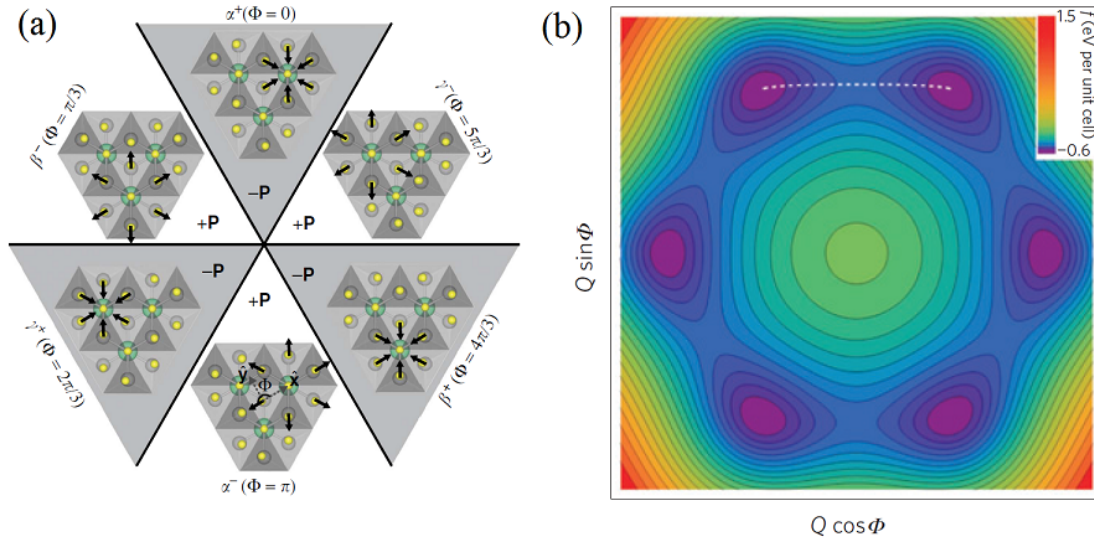 (a)
α⁺(Φ = 0)
β⁻ (Φ = π/3)
γ⁻(Φ = 5π/3)
−P
+P
+P
−P
−P
+P
γ⁺(Φ = 2π/3)
β⁺ (Φ = 4π/3)
ŷ
Φ
x̂
α⁻ (Φ = π)
(b)
1.5
−0.6
f (eV per unit cell)
Q sinΦ
Q cosΦ